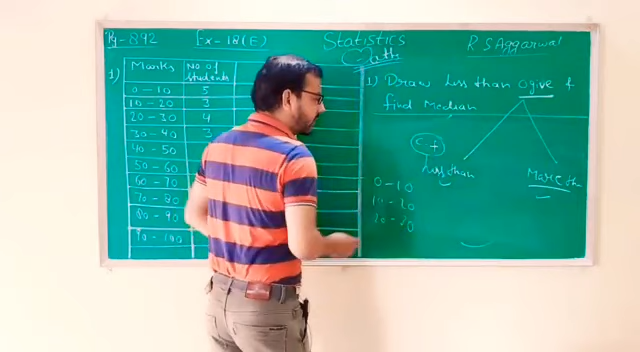 Pg - 892
Ex - 18(E)
Statistics
Math
R S Aggarwal
1)
Marks
No of students
0 - 10 5
10 - 20 3
20 - 30 4
30 - 40 3
40 - 50
50 - 60
60 - 70
70 - 80
80 - 90
90 - 100
1) Draw less than ogive &
find Median
Less than
More th
0 - 10
10 - 20
20 - 30